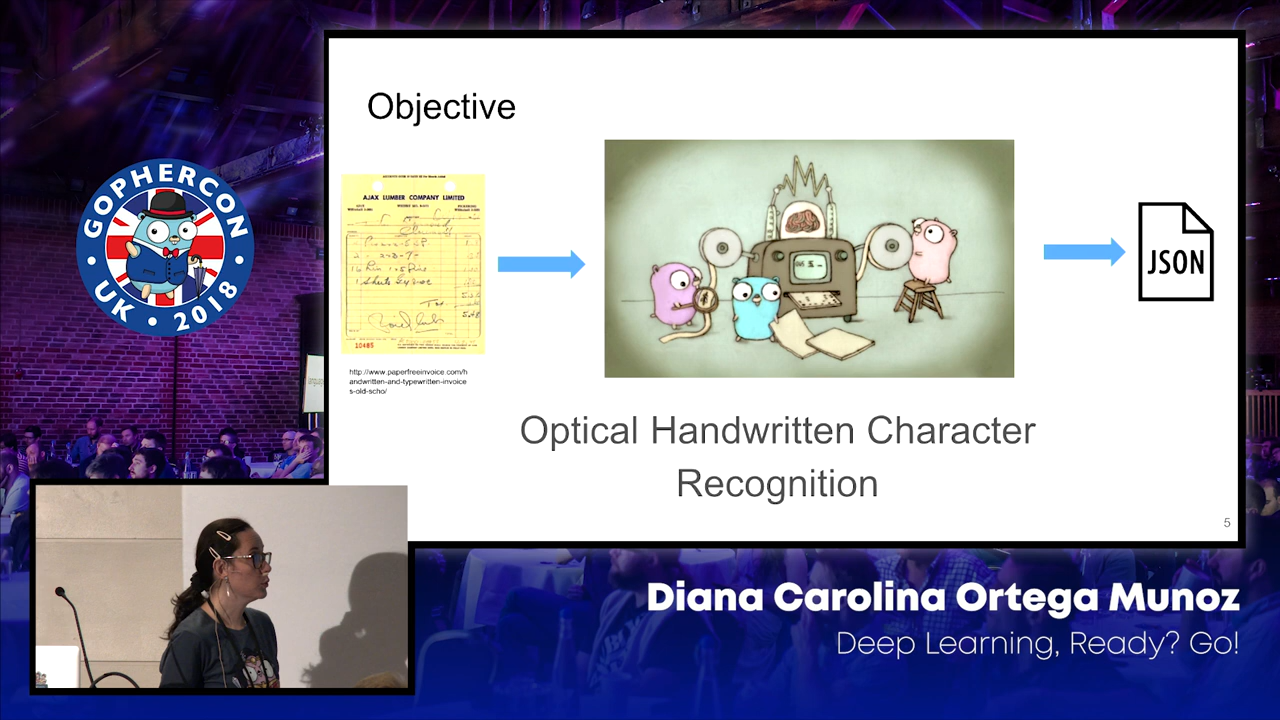 Objective
AJAX LUMBER COMPANY LIMITED
10485
http://www.paperfreeinvoice.com/h
andwritten-and-typewritten-invoice
s-old-scho/
JSON
Optical Handwritten Character
Recognition
5
GOPHERCON
UK • 2018
Diana Carolina Ortega Munoz
Deep Learning, Ready? Go!